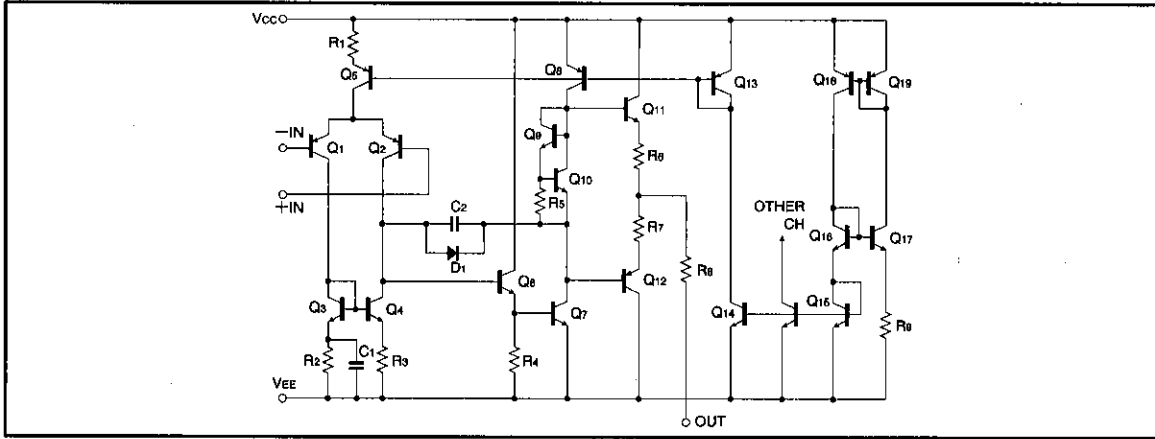 Vcc
R1
Q5
Q8
Q13
Q18
Q19
Q11
−IN
Q9
Q1
Q2
R6
Q10
+IN
R5
C2
OTHER
CH
R7
Q16
Q17
D1
R8
Q6
Q12
Q3
Q4
Q7
Q14
Q15
R9
R2
C1
R3
R4
VEE
OUT